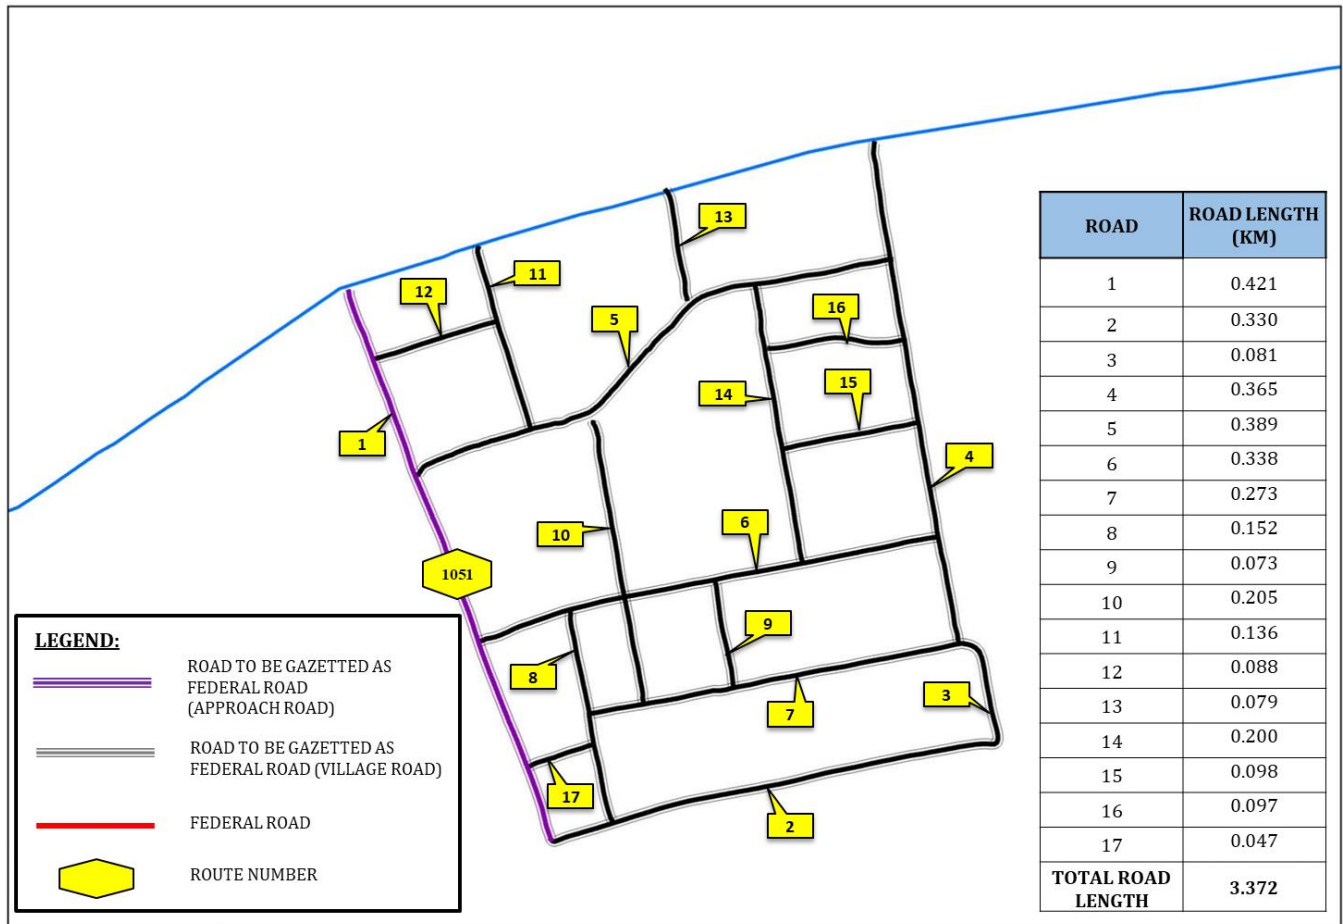 13
11
12
5
16
15
14
1
4
6
10
1051
9
8
3
7
17
2
LEGEND:
ROAD TO BE GAZETTED AS
FEDERAL ROAD
(APPROACH ROAD)
ROAD TO BE GAZETTED AS
FEDERAL ROAD (VILLAGE ROAD)
FEDERAL ROAD
ROUTE NUMBER
ROAD ROAD LENGTH
(KM)
1 0.421
2 0.330
3 0.081
4 0.365
5 0.389
6 0.338
7 0.273
8 0.152
9 0.073
10 0.205
11 0.136
12 0.088
13 0.079
14 0.200
15 0.098
16 0.097
17 0.047
TOTAL ROAD
LENGTH 3.372